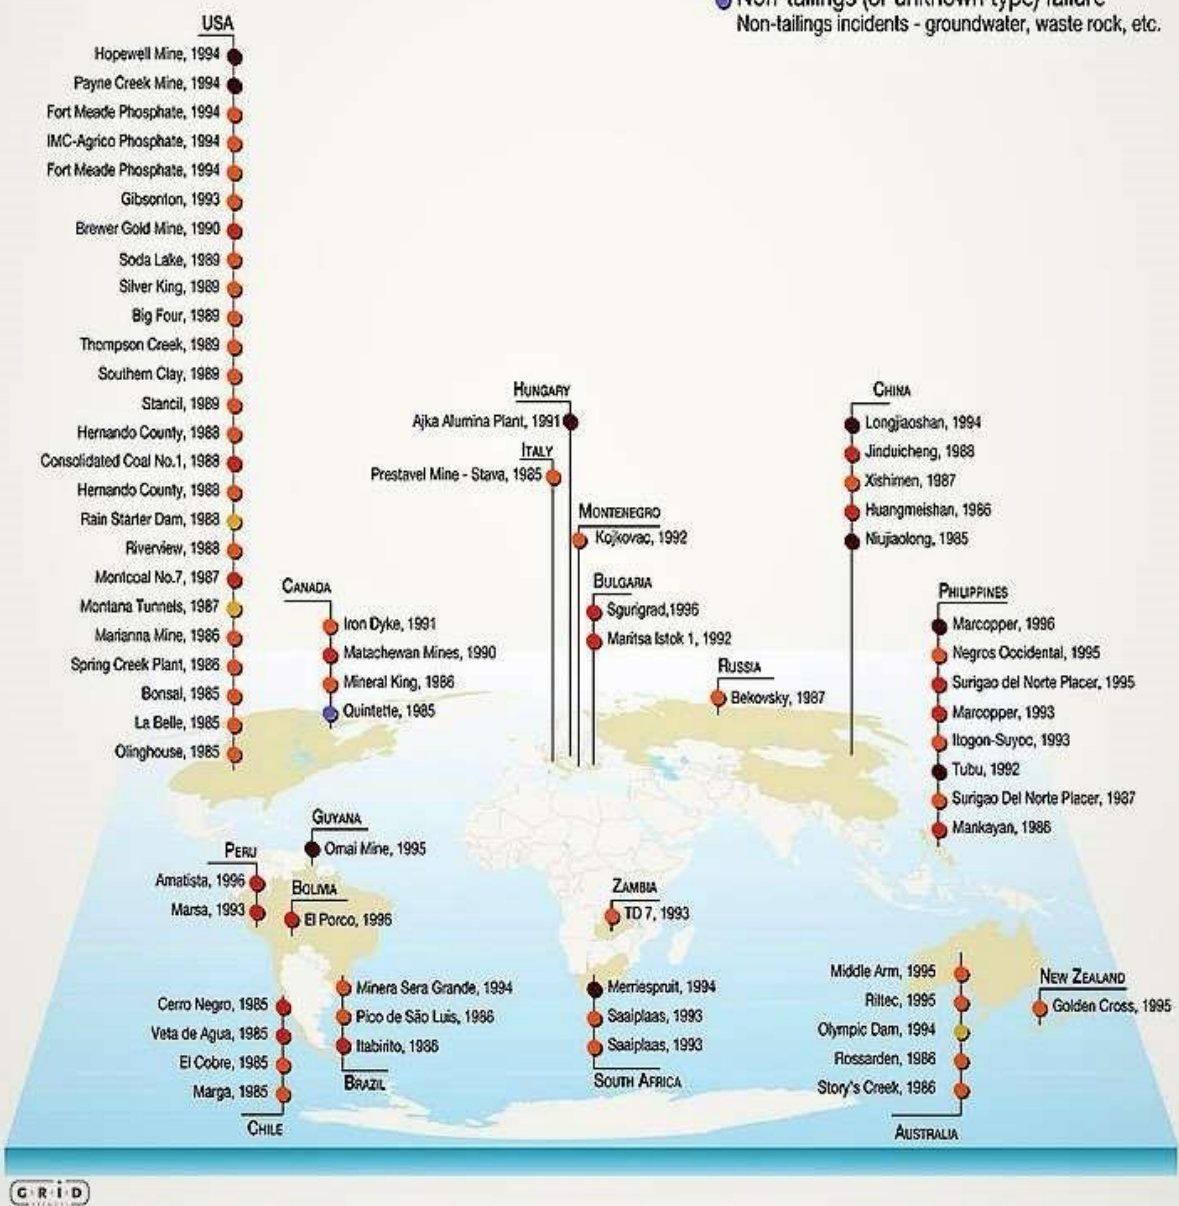 Non-tailings (or unknown type) failure
Non-tailings incidents - groundwater, waste rock, etc.
USA
Hopewell Mine, 1994
Payne Creek Mine, 1994
Fort Meade Phosphate, 1994
IMC-Agrico Phosphate, 1994
Fort Meade Phosphate, 1994
Gibsonton, 1993
Brewer Gold Mine, 1990
Soda Lake, 1989
Silver King, 1989
Big Four, 1989
Thompson Creek, 1989
Southern Clay, 1989
Stancil, 1989
Hernando County, 1988
Consolidated Coal No.1, 1988
Hernando County, 1988
Rain Starter Dam, 1988
Riverview, 1988
Montcoal No.7, 1987
Montana Tunnels, 1987
Marianna Mine, 1986
Spring Creek Plant, 1986
Bonsal, 1985
La Belle, 1985
Olinghouse, 1985
CANADA
Iron Dyke, 1991
Matachewan Mines, 1990
Mineral King, 1986
Quintette, 1985
HUNGARY
Ajka Alumina Plant, 1991
ITALY
Prestavel Mine - Stava, 1985
MONTENEGRO
Kojkovac, 1992
BULGARIA
Sgurigrad,1996
Maritsa Istok 1, 1992
RUSSIA
Bekovsky, 1987
CHINA
Longjiaoshan, 1994
Jinduicheng, 1988
Xishimen, 1987
Huangmeishan, 1986
Niujiaolong, 1985
PHILIPPINES
Marcopper, 1996
Negros Occidental, 1995
Surigao del Norte Placer, 1995
Marcopper, 1993
Itogon-Suyoc, 1993
Tubu, 1992
Surigao Del Norte Placer, 1987
Mankayan, 1986
GUYANA
Omai Mine, 1995
PERU
Amatista, 1996
Marsa, 1993
BOLIVIA
El Porco, 1996
ZAMBIA
TD 7, 1993
Cerro Negro, 1985
Veta de Agua, 1985
El Cobre, 1985
Marga, 1985
CHILE
Minera Sera Grande, 1994
Pico de São Luis, 1986
Itabirito, 1986
BRAZIL
Merriespruit, 1994
Saaiplaas, 1993
Saaiplaas, 1993
SOUTH AFRICA
Middle Arm, 1995
Riltec, 1995
Olympic Dam, 1994
Rossarden, 1986
Story's Creek, 1986
AUSTRALIA
NEW ZEALAND
Golden Cross, 1995
GRID